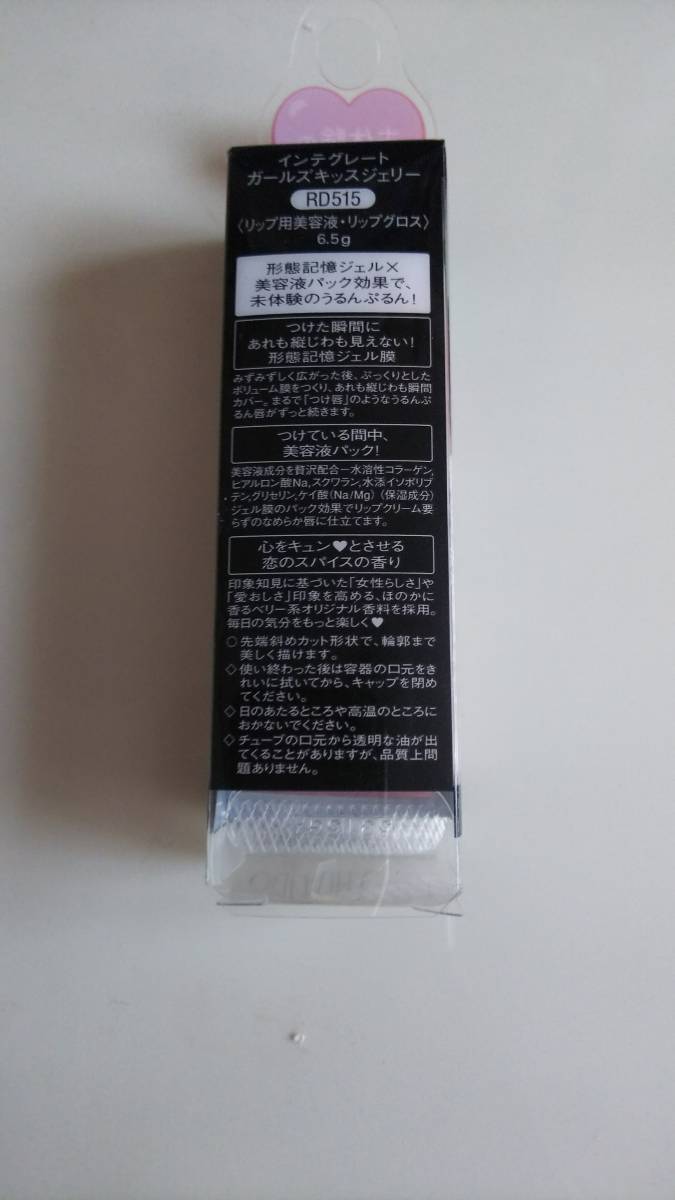 インテグレート
ガールズキッスジェリー
RD515
〈リップ用美容液・リップグロス〉
6.5g
形態記憶ジェル×
美容液パック効果で、
未体験のうるんぷるん!
つけた瞬間に
あれも縦じわも見えない!
形態記憶ジェル膜
みずみずしく広がった後、ぷっくりとした
ボリューム膜をつくり、あれも縦じわも瞬間
カバー。まるで「つけ唇」のようなうるんぷ
るん唇がずっと続きます。
つけている間中、
美容液パック!
美容液成分を贅沢配合―水溶性コラーゲン,
ヒアルロン酸Na,スクワラン,水添イソポリブ
テン,グリセリン,ケイ酸(Na/Mg)(保湿成分)
ジェル膜のパック効果でリップクリーム要
らずのなめらか唇に仕立てます。
心をキュン♥とさせる
恋のスパイスの香り
印象知見に基づいた「女性らしさ」や
「愛おしさ」印象を高める、ほのかに
香るベリー系オリジナル香料を採用。
毎日の気分をもっと楽しく♥
○先端斜めカット形状で、輪郭まで
美しく描けます。
◇使い終わった後は容器の口元をき
れいに拭いてから、キャップを閉め
てください。
◇日のあたるところや高温のところに
おかないでください。
◇チューブの口元から透明な油が出
てくることがありますが、品質上問
題ありません。